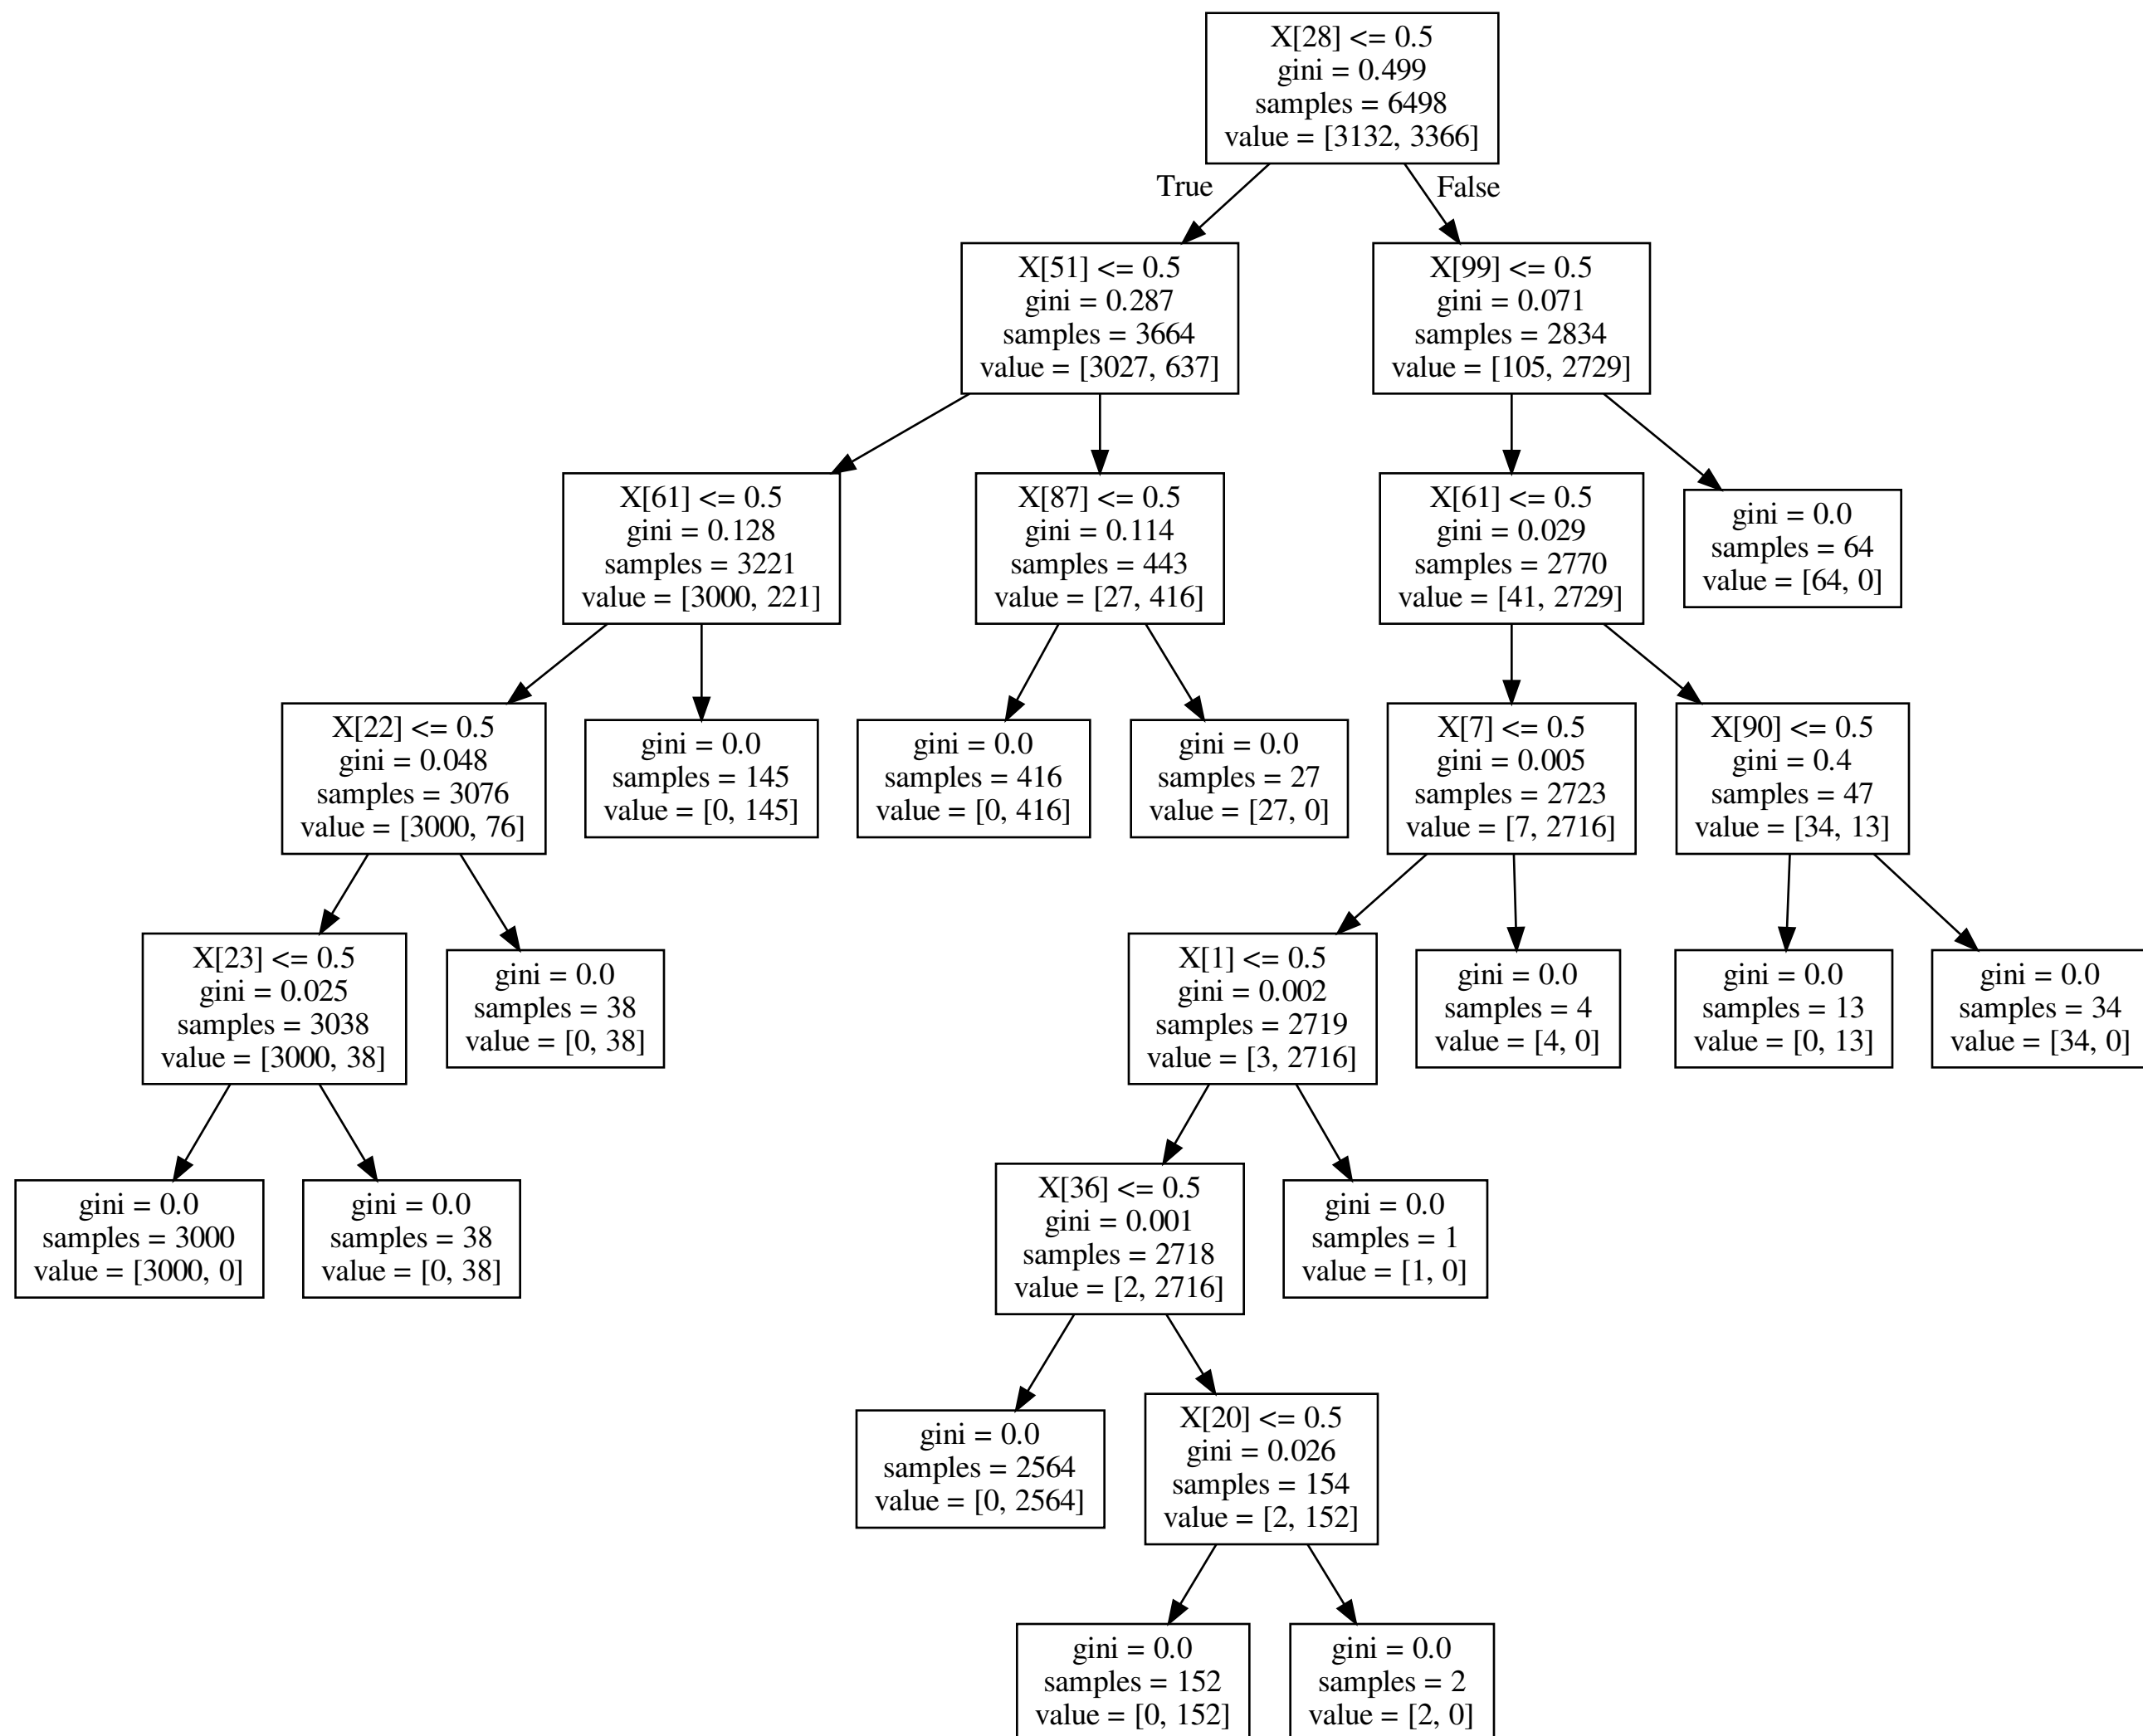 X[28] <= 0.5
gini = 0.499
samples = 6498
value = [3132, 3366]
True
False
X[51] <= 0.5
gini = 0.287
samples = 3664
value = [3027, 637]
X[99] <= 0.5
gini = 0.071
samples = 2834
value = [105, 2729]
X[61] <= 0.5
gini = 0.128
samples = 3221
value = [3000, 221]
X[87] <= 0.5
gini = 0.114
samples = 443
value = [27, 416]
X[61] <= 0.5
gini = 0.029
samples = 2770
value = [41, 2729]
gini = 0.0
samples = 64
value = [64, 0]
X[22] <= 0.5
gini = 0.048
samples = 3076
value = [3000, 76]
gini = 0.0
samples = 145
value = [0, 145]
gini = 0.0
samples = 416
value = [0, 416]
gini = 0.0
samples = 27
value = [27, 0]
X[7] <= 0.5
gini = 0.005
samples = 2723
value = [7, 2716]
X[90] <= 0.5
gini = 0.4
samples = 47
value = [34, 13]
X[23] <= 0.5
gini = 0.025
samples = 3038
value = [3000, 38]
gini = 0.0
samples = 38
value = [0, 38]
X[1] <= 0.5
gini = 0.002
samples = 2719
value = [3, 2716]
gini = 0.0
samples = 4
value = [4, 0]
gini = 0.0
samples = 13
value = [0, 13]
gini = 0.0
samples = 34
value = [34, 0]
gini = 0.0
samples = 3000
value = [3000, 0]
gini = 0.0
samples = 38
value = [0, 38]
X[36] <= 0.5
gini = 0.001
samples = 2718
value = [2, 2716]
gini = 0.0
samples = 1
value = [1, 0]
gini = 0.0
samples = 2564
value = [0, 2564]
X[20] <= 0.5
gini = 0.026
samples = 154
value = [2, 152]
gini = 0.0
samples = 152
value = [0, 152]
gini = 0.0
samples = 2
value = [2, 0]